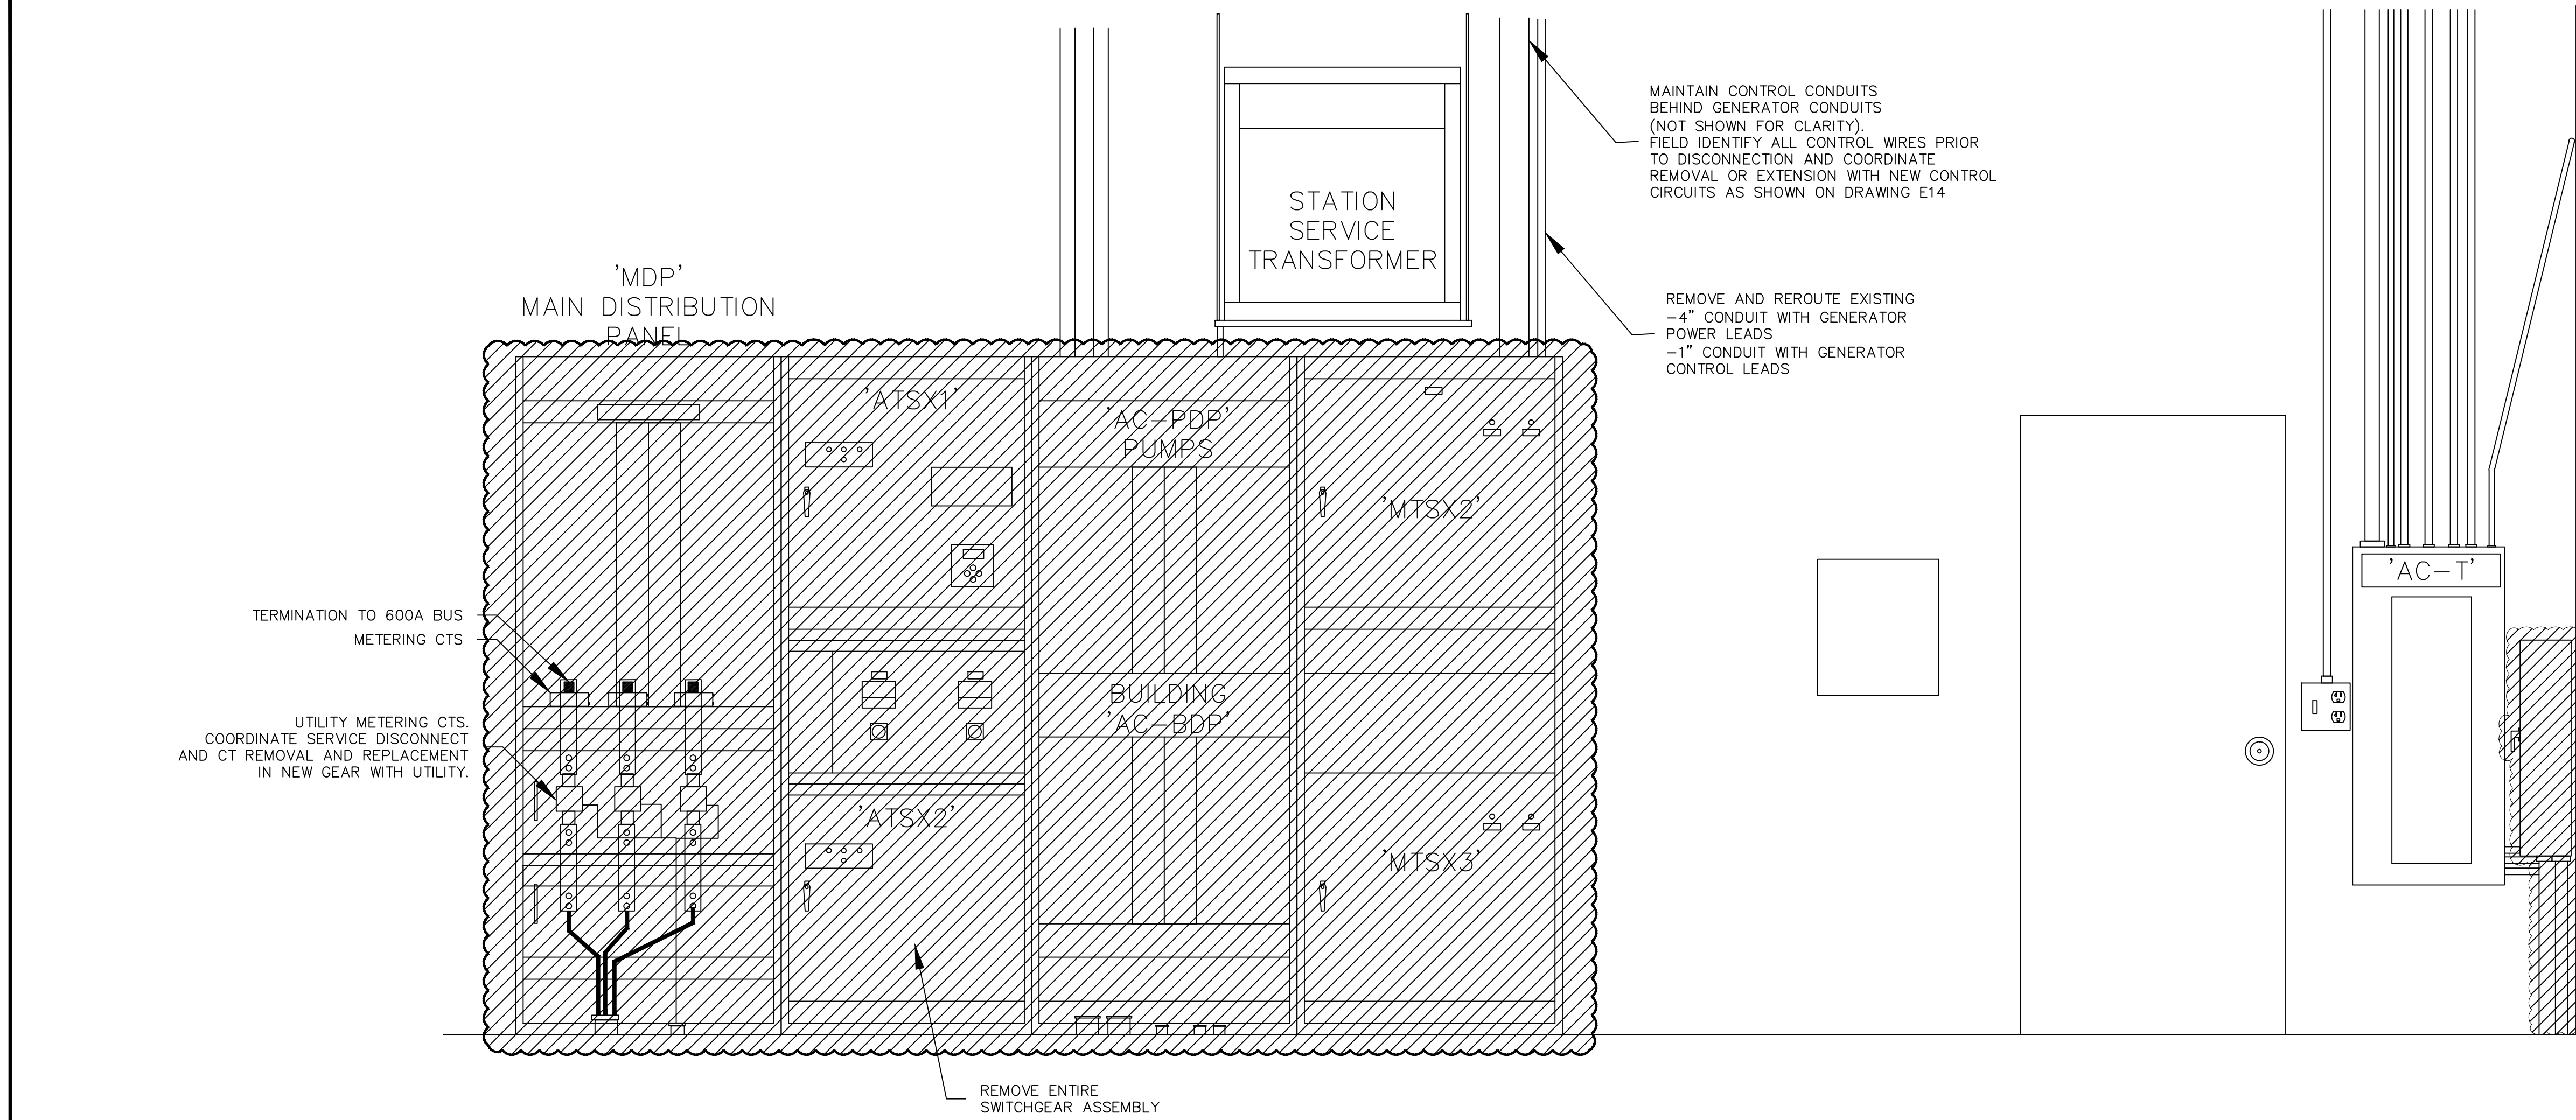 MAINTAIN CONTROL CONDUITS
BEHIND GENERATOR CONDUITS
(NOT SHOWN FOR CLARITY).
FIELD IDENTIFY ALL CONTROL WIRES PRIOR
TO DISCONNECTION AND COORDINATE
REMOVAL OR EXTENSION WITH NEW CONTROL
CIRCUITS AS SHOWN ON DRAWING E14
STATION
SERVICE
TRANSFORMER
'MDP'
MAIN DISTRIBUTION
PANEL
REMOVE AND REROUTE EXISTING
-4" CONDUIT WITH GENERATOR
POWER LEADS
-1" CONDUIT WITH GENERATOR
CONTROL LEADS
'ATSX1'
'AC-PDP'
PUMPS
'MTSX2'
'AC-T'
TERMINATION TO 600A BUS
METERING CTS
UTILITY METERING CTS.
COORDINATE SERVICE DISCONNECT
AND CT REMOVAL AND REPLACEMENT
IN NEW GEAR WITH UTILITY.
BUILDING
'AC-BDP'
'ATSX2'
'MTSX3'
REMOVE ENTIRE
SWITCHGEAR ASSEMBLY